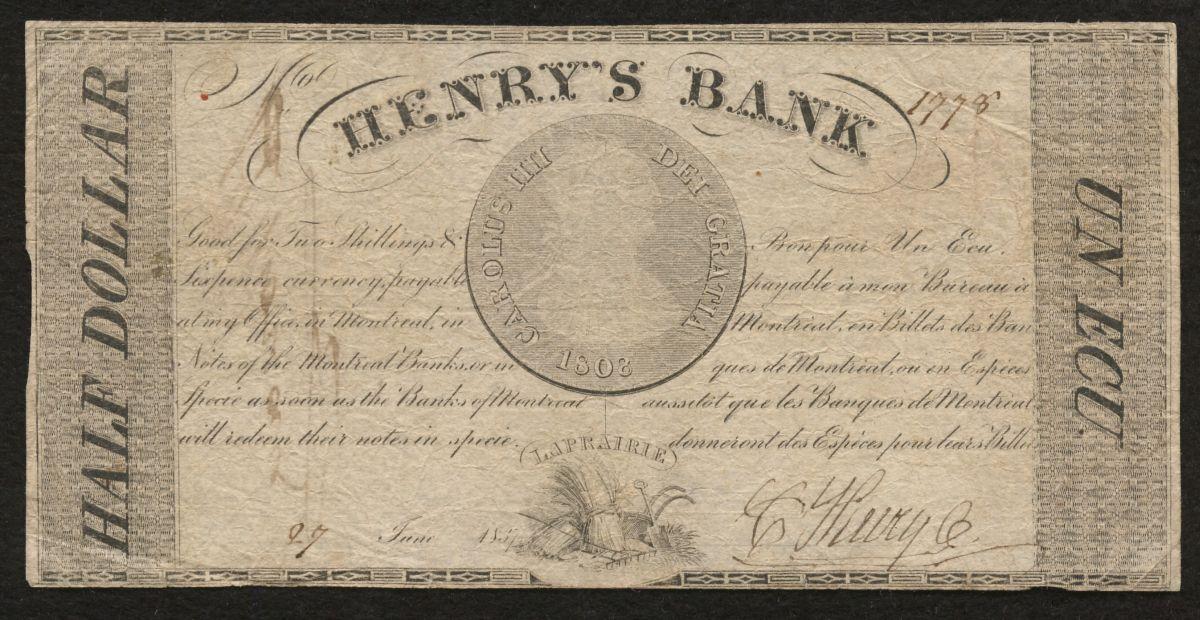 No
HENRY'S BANK
1778
HALF DOLLAR
UN ECU.
CAROLUS IIII DEI GRATIA
1808
Good for Two Shillings &
Sixpence currency, payable
at my Office, in Montreal, in
Notes of the Montreal Banks, or in
Specie as soon as the Banks of Montreal
will redeem their notes in specie.
Bon pour Un Ecu.
payable à mon Bureau à
Montréal, en Billets des Ban
ques de Montréal, ou en Espèces
aussitôt que les Banques de Montréal
donneront des Espèces pour leurs Billets
LAPRAIRIE
27 June
Henry